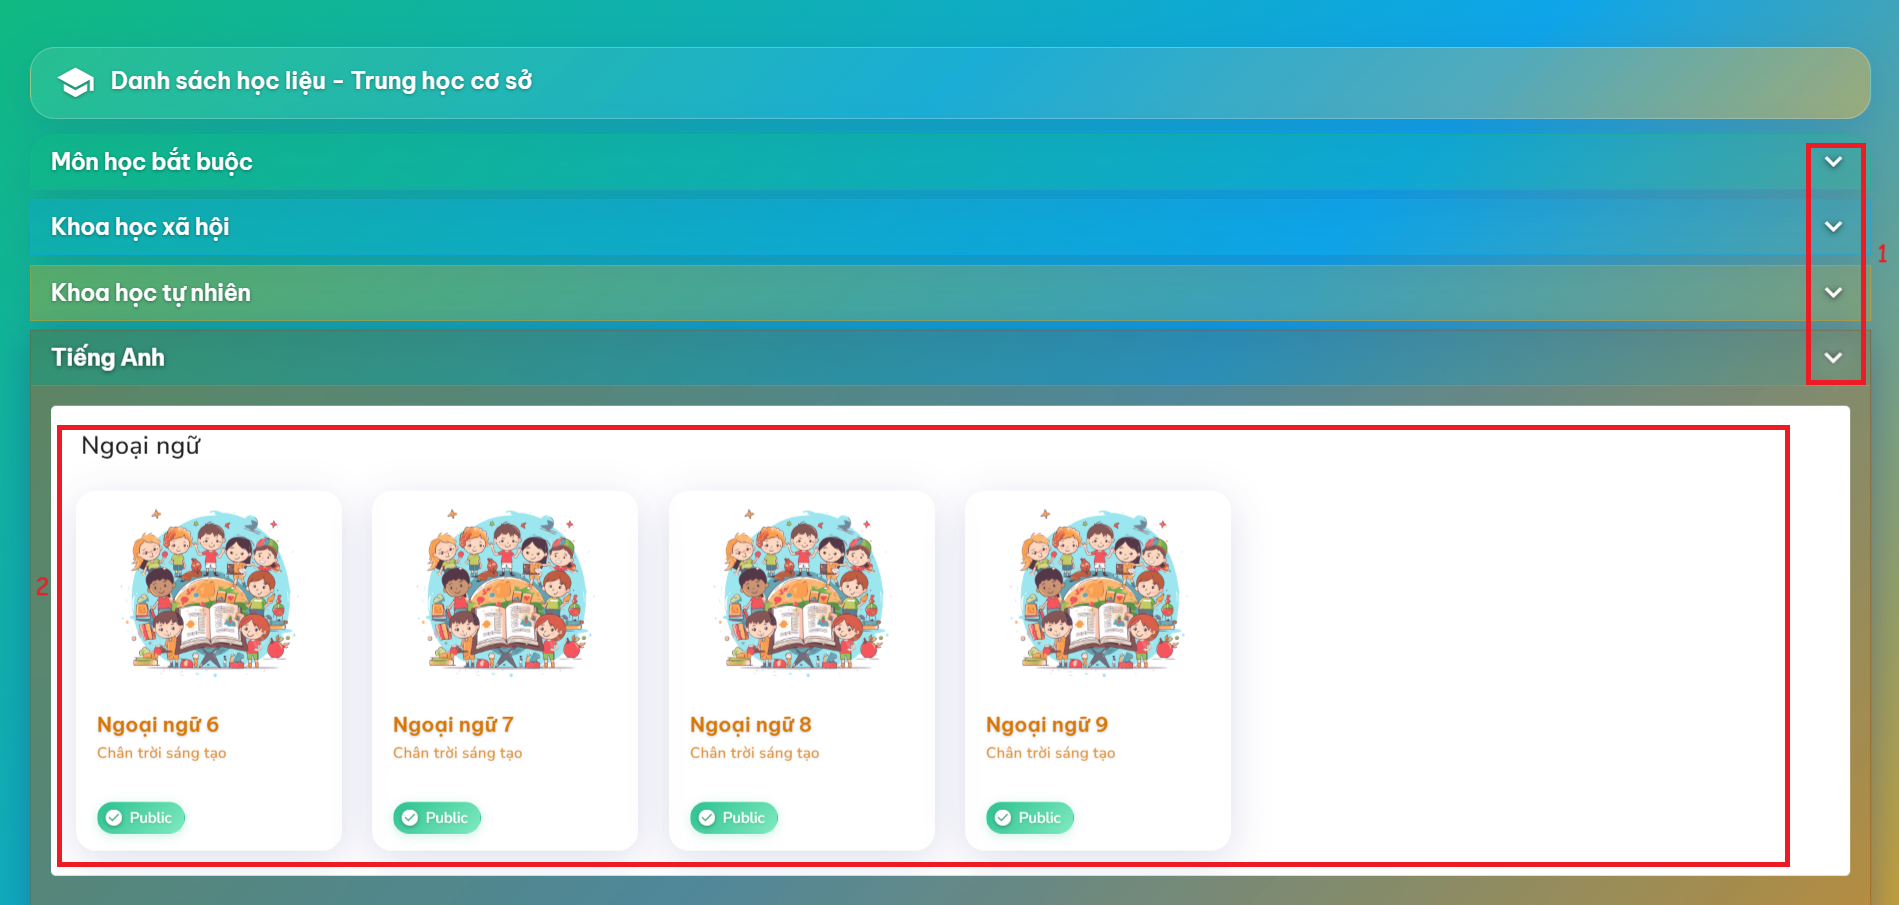 Danh sách học liệu - Trung học cơ sở
Môn học bắt buộc
Khoa học xã hội
1
Khoa học tự nhiên
Tiếng Anh
Ngoại ngữ
2
Ngoại ngữ 6
Chân trời sáng tạo
Public
Ngoại ngữ 7
Chân trời sáng tạo
Public
Ngoại ngữ 8
Chân trời sáng tạo
Public
Ngoại ngữ 9
Chân trời sáng tạo
Public